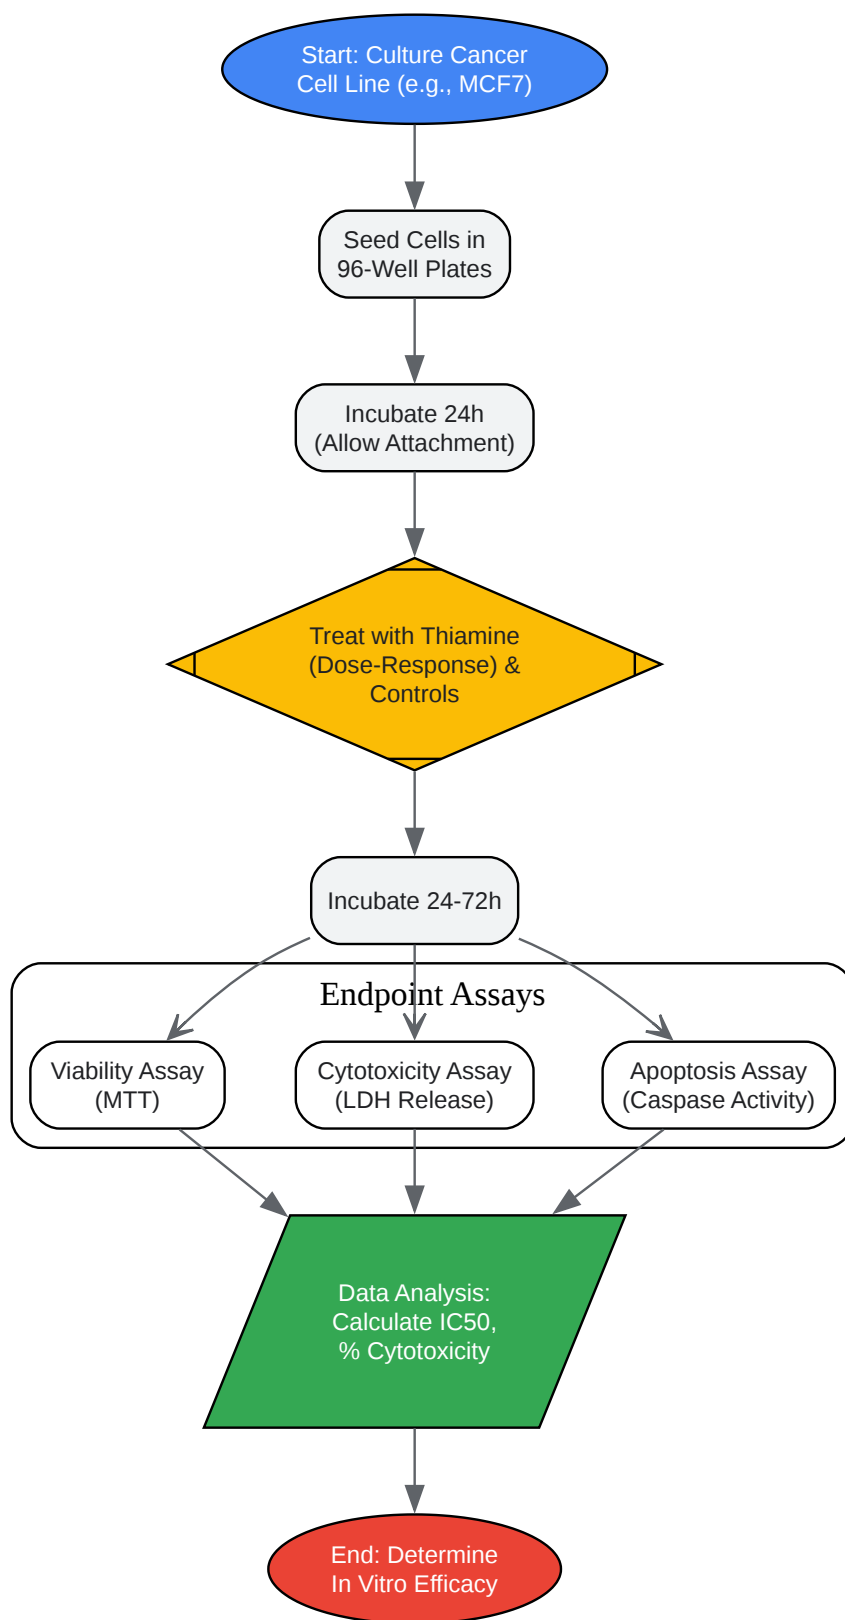 Start: Culture Cancer
Cell Line (e.g., MCF7)
Seed Cells in
96-Well Plates
Incubate 24h
(Allow Attachment)
Treat with Thiamine
(Dose-Response) &
Controls
Incubate 24-72h
Endpoint Assays
Viability Assay
(MTT)
Cytotoxicity Assay
(LDH Release)
Apoptosis Assay
(Caspase Activity)
Data Analysis:
Calculate IC50,
% Cytotoxicity
End: Determine
In Vitro Efficacy